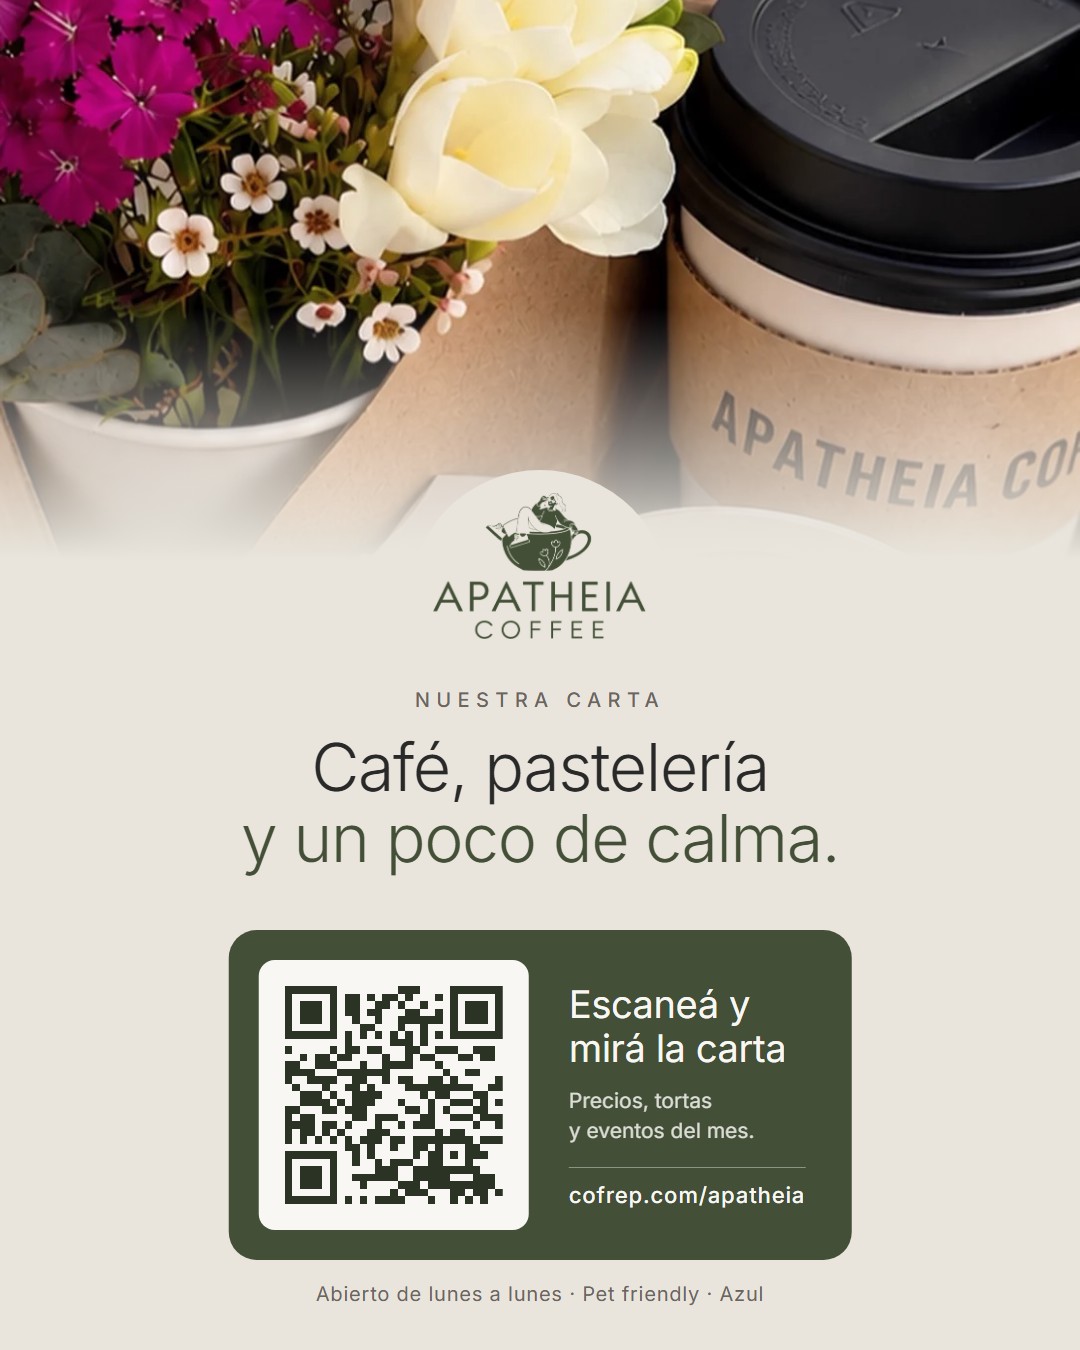 APATHEIA
APATHEIA
COFFEE
NUESTRA CARTA
Café, pastelería
y un poco de calma.
Escaneá y
mirá la carta
Precios, tortas
y eventos del mes.
cofrep.com/apatheia
Abierto de lunes a lunes · Pet friendly · Azul